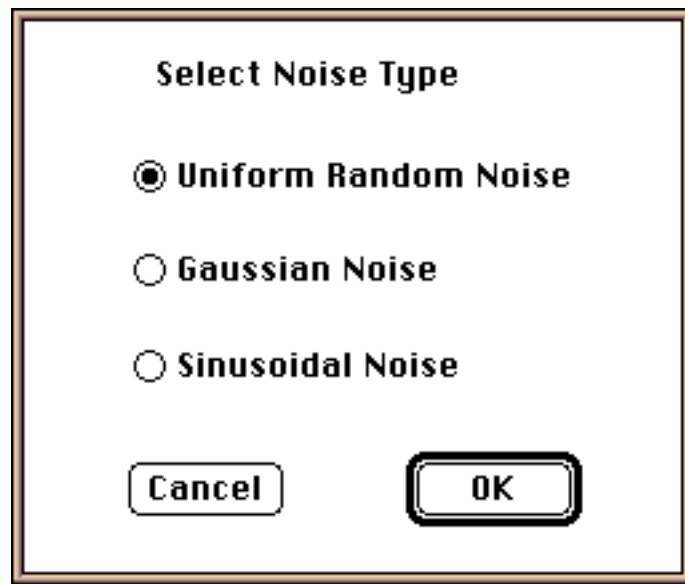 Select Noise Type
Uniform Random Noise
Gaussian Noise
Sinusoidal Noise
Cancel OK